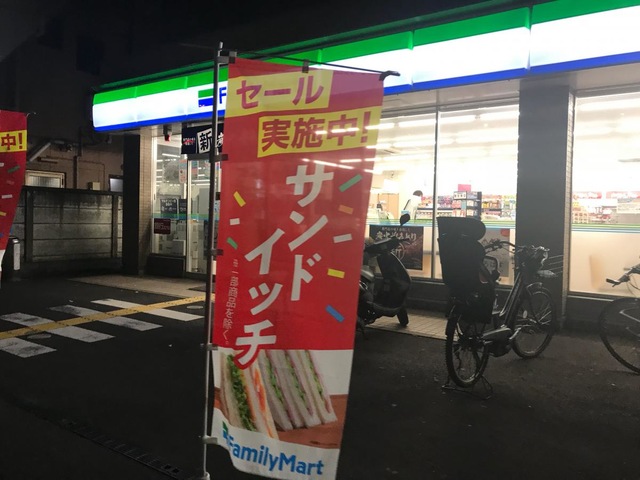 セール
実施中!
サンドイッチ
※一部商品を除く。
FamilyMart
新